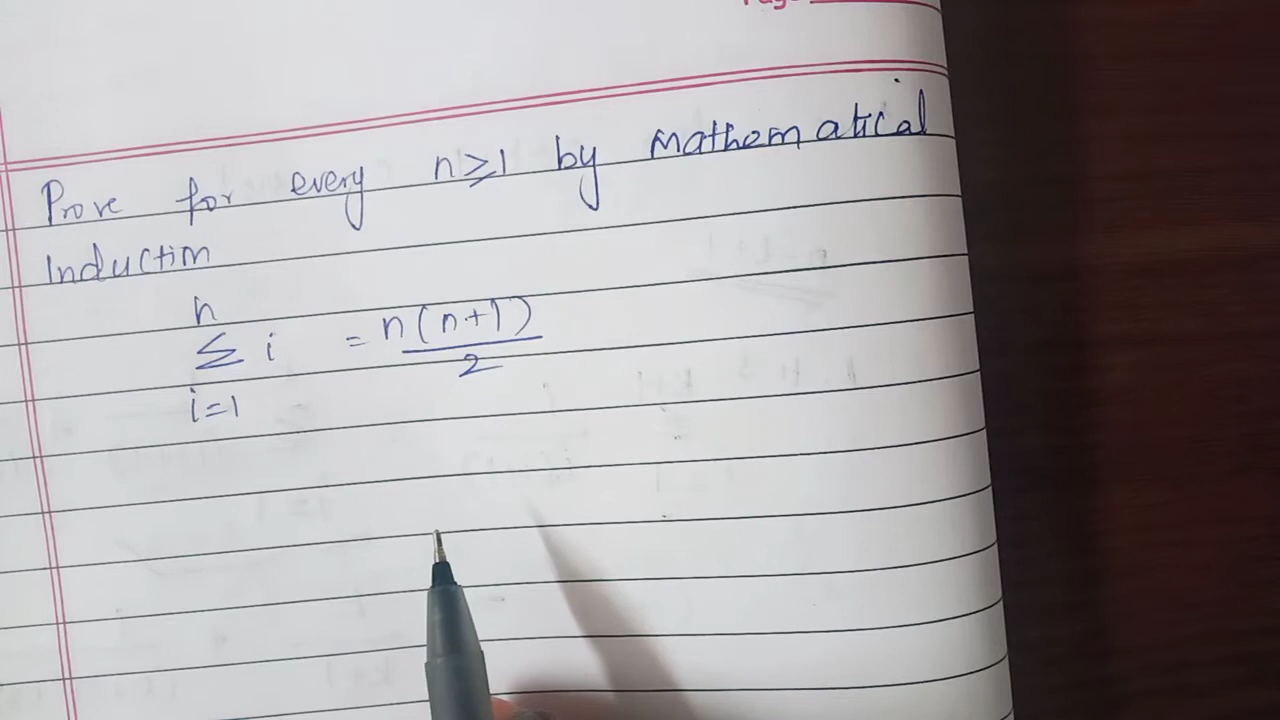 Prove for every n≥1 by Mathematical
Induction
n
∑ i = n(n+1)
2
i=1